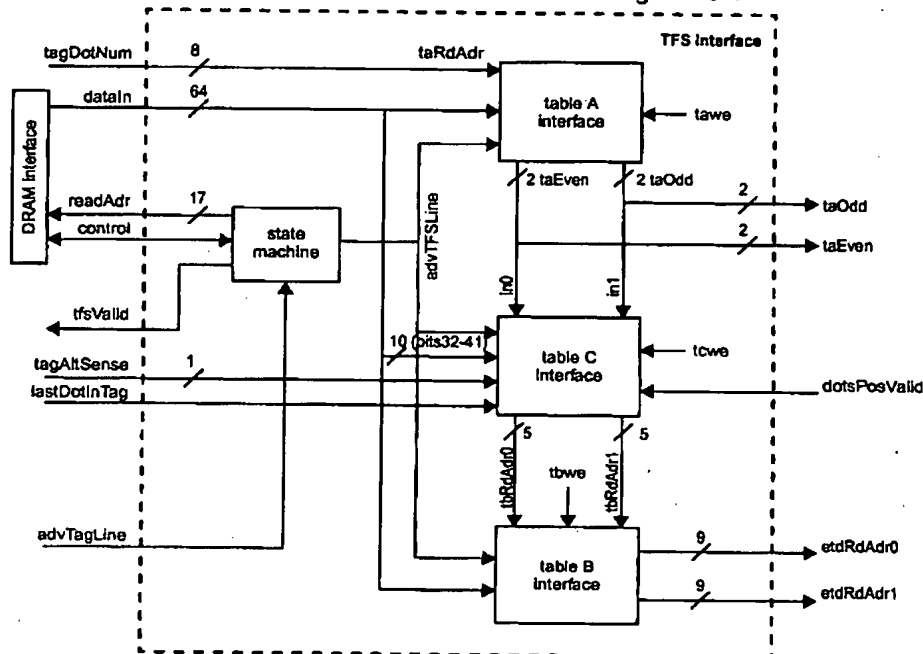 TFS Interface
tagDotNum
8
taRdAdr
dataIn
64
table A
interface
tawe
DRAM Interface
2 taEven
2 taOdd
readAdr
17
2
taOdd
control
state
machine
advTFSLine
2
taEven
in0
in1
tfsValid
10 (bits32-41)
table C
Interface
tcwe
tagAltSense
1
lastDotInTag
dotsPosValid
5
5
tbRdAdr0
tbwe
tbRdAdr1
advTagLine
table B
interface
9
etdRdAdr0
9
etdRdAdr1